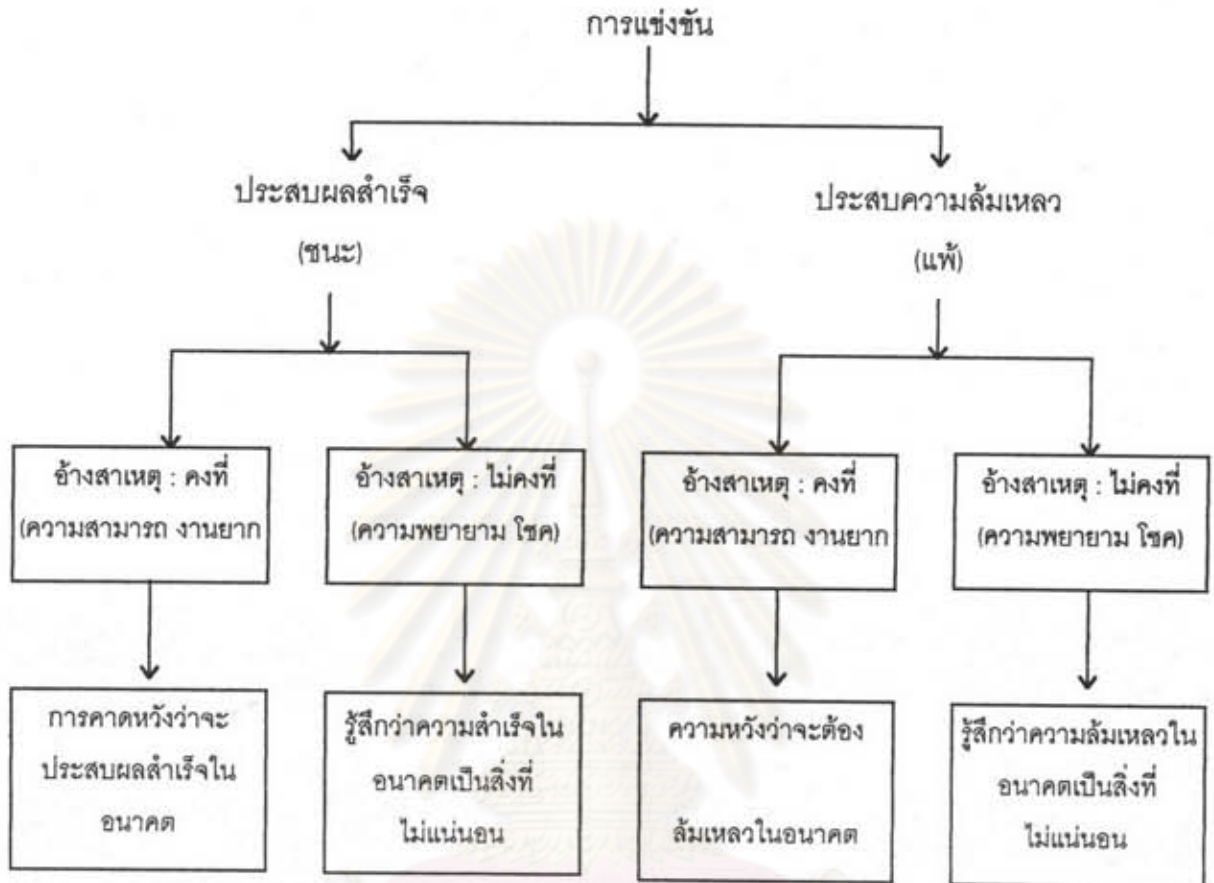 การแข่งขัน
ประสบผลสำเร็จ
(ชนะ)
ประสบความล้มเหลว
(แพ้)
อ้างสาเหตุ : คงที่
(ความสามารถ งานยาก
อ้างสาเหตุ : ไม่คงที่
(ความพยายาม โชค)
อ้างสาเหตุ : คงที่
(ความสามารถ งานยาก
อ้างสาเหตุ : ไม่คงที่
(ความพยายาม โชค)
การคาดหวังว่าจะ
ประสบผลสำเร็จใน
อนาคต
รู้สึกว่าความสำเร็จใน
อนาคตเป็นสิ่งที่
ไม่แน่นอน
ความหวังว่าจะต้อง
ล้มเหลวในอนาคต
รู้สึกว่าความล้มเหลวใน
อนาคตเป็นสิ่งที่
ไม่แน่นอน